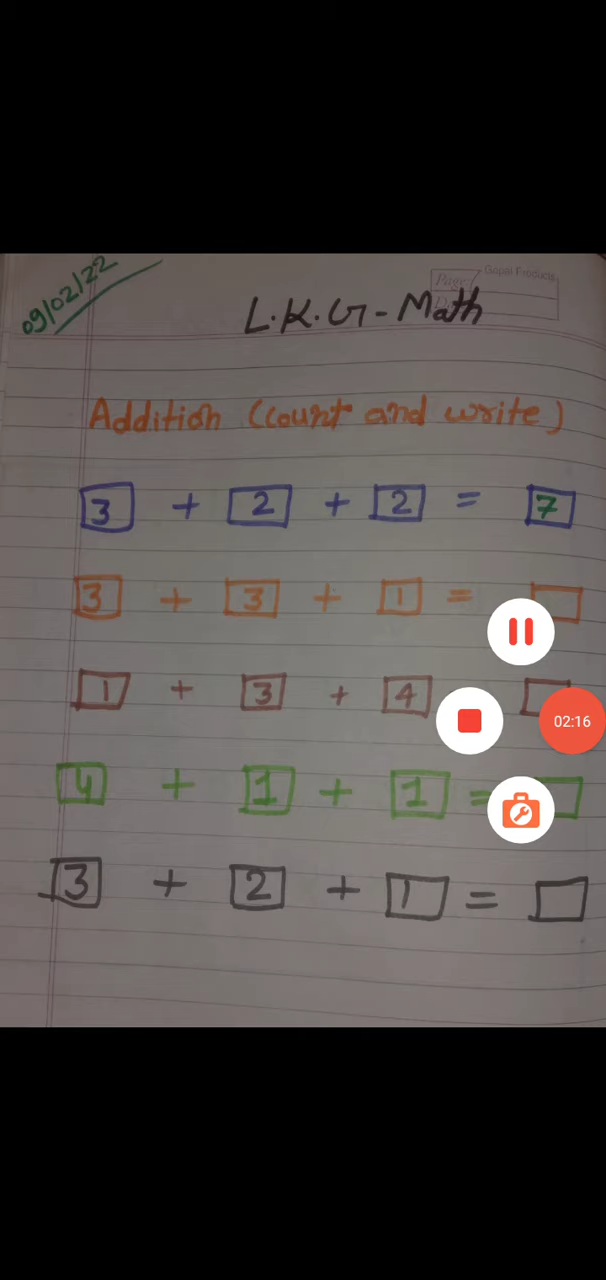 09/02/22
Gopal Products
Page
L.K.G - Math
Addition (count and write)
3 + 2 + 2 = 7
3 + 3 + 1 =
1 + 3 + 4
4 + 1 + 1 =
02:16
3 + 2 + 1 =